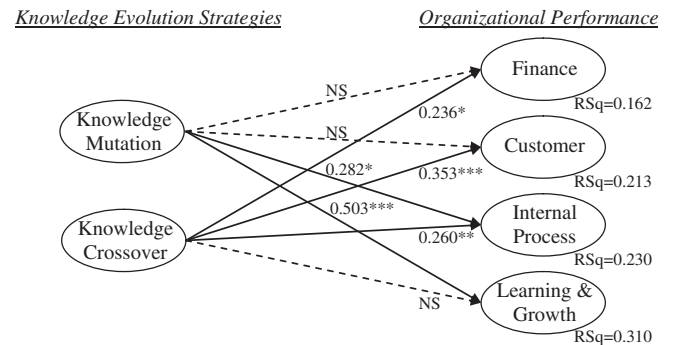 Knowledge Evolution Strategies
Organizational Performance
Finance
NS
RSq=0.162
0.236*
Knowledge
Mutation
NS
Customer
0.282*
0.353***
RSq=0.213
0.503***
Internal
Process
Knowledge
Crossover
0.260**
RSq=0.230
Learning &
Growth
NS
RSq=0.310